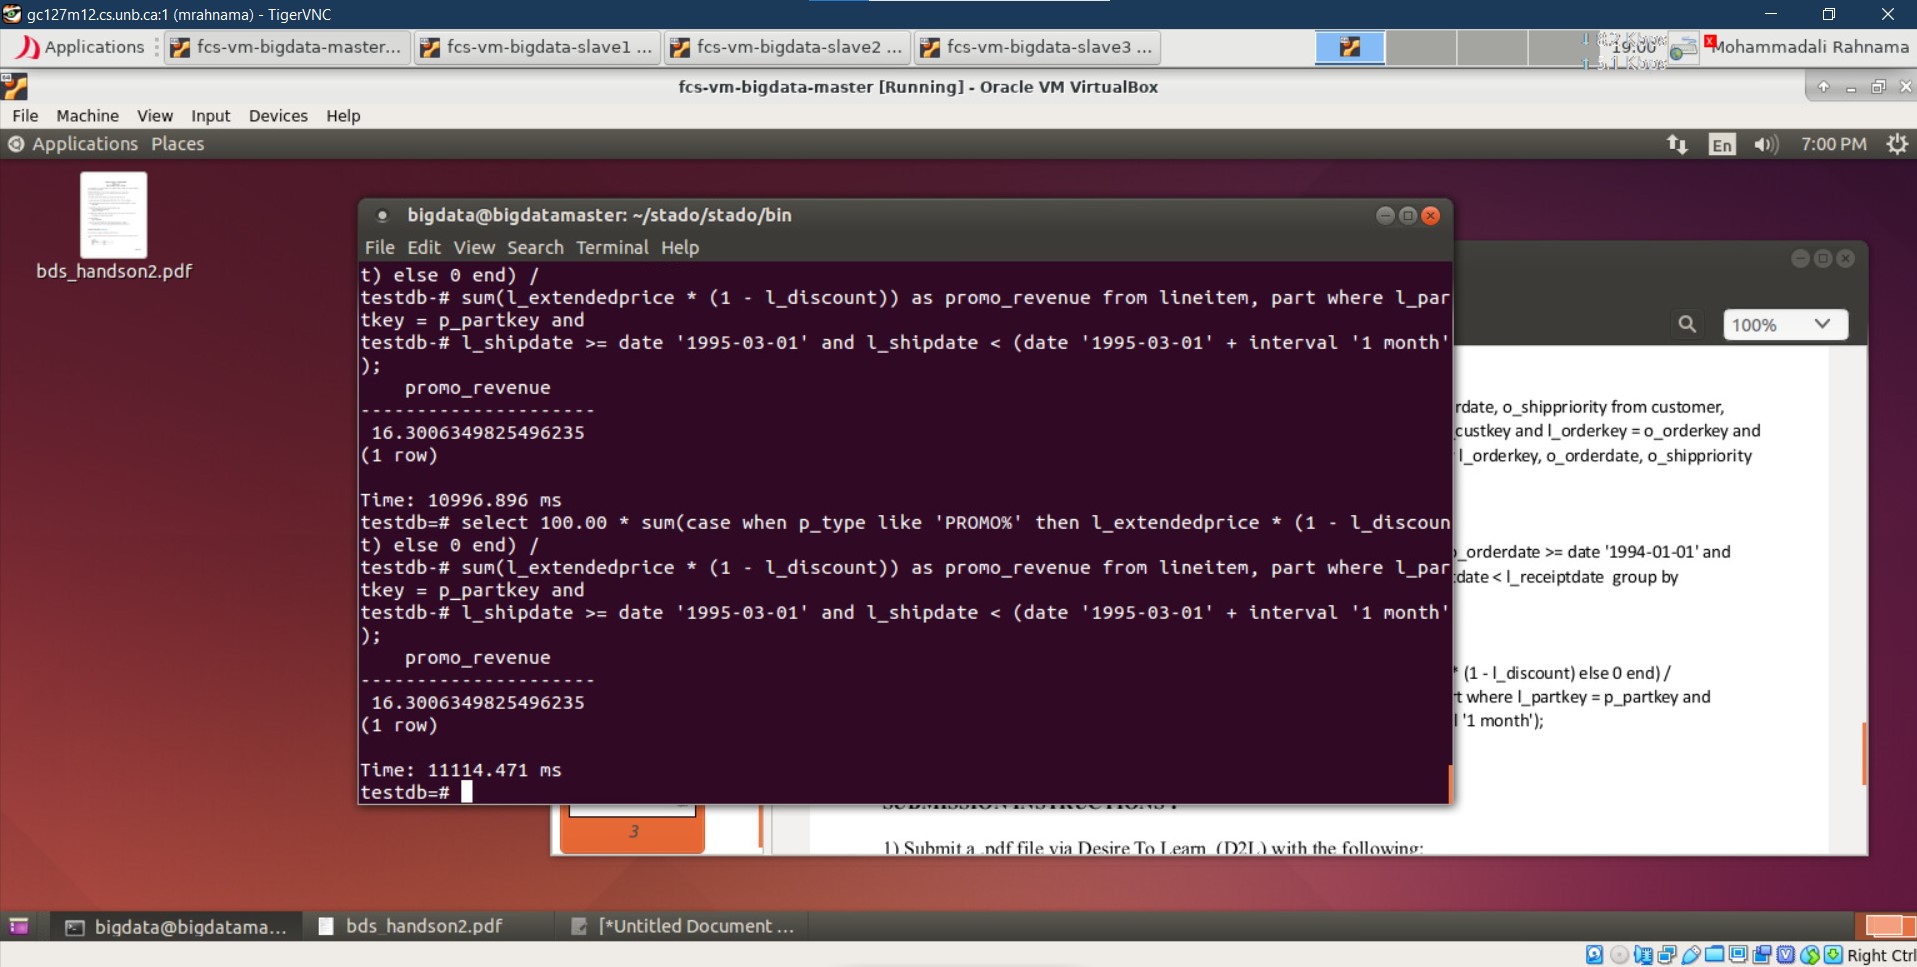 gc127m12.cs.unb.ca:1 (mrahnama) - TigerVNC
Applications
fcs-vm-bigdata-master...
fcs-vm-bigdata-slave1 ...
fcs-vm-bigdata-slave2 ...
fcs-vm-bigdata-slave3 ...
19:00
Mohammadali Rahnama
fcs-vm-bigdata-master [Running] - Oracle VM VirtualBox
File Machine View Input Devices Help
Applications Places
En
7:00 PM
bds_handson2.pdf
bigdata@bigdatamaster: ~/stado/stado/bin
File Edit View Search Terminal Help
t) else 0 end) /
testdb-# sum(l_extendedprice * (1 - l_discount)) as promo_revenue from lineitem, part where l_par
tkey = p_partkey and
testdb-# l_shipdate >= date '1995-03-01' and l_shipdate < (date '1995-03-01' + interval '1 month'
);
promo_revenue
---------------------
16.3006349825496235
(1 row)
Time: 10996.896 ms
testdb=# select 100.00 * sum(case when p_type like 'PROMO%' then l_extendedprice * (1 - l_discoun
t) else 0 end) /
testdb-# sum(l_extendedprice * (1 - l_discount)) as promo_revenue from lineitem, part where l_par
tkey = p_partkey and
testdb-# l_shipdate >= date '1995-03-01' and l_shipdate < (date '1995-03-01' + interval '1 month'
);
promo_revenue
---------------------
16.3006349825496235
(1 row)
Time: 11114.471 ms
testdb=#
100%
rdate, o_shippriority from customer,
custkey and l_orderkey = o_orderkey and
l_orderkey, o_orderdate, o_shippriority
o_orderdate >= date '1994-01-01' and
date < l_receiptdate group by
* (1 - l_discount) else 0 end) /
t where l_partkey = p_partkey and
l '1 month');
SUBMISSION INSTRUCTIONS :
1) Submit a .pdf file via Desire To Learn (D2L) with the following:
3
bigdata@bigdatama...
bds_handson2.pdf
[*Untitled Document ...
Right Ctrl